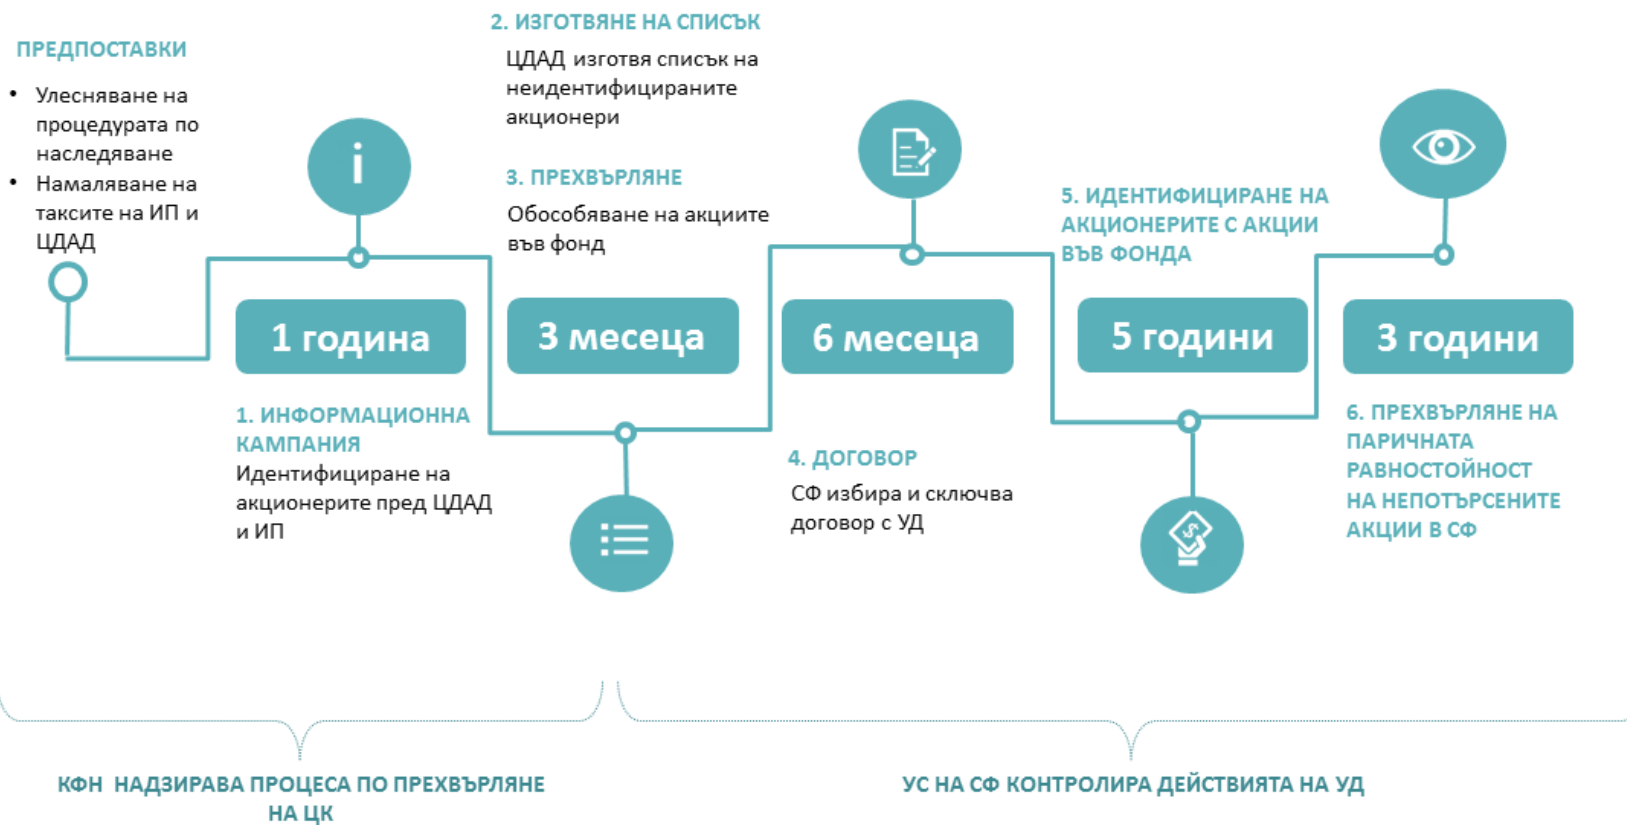 ПРЕДПОСТАВКИ
• Улесняване на
процедурата по
наследяване
• Намаляване на
таксите на ИП и
ЦДАД
i
1 година
1. ИНФОРМАЦИОННА
КАМПАНИЯ
Идентифициране на
акционерите пред ЦДАД
и ИП
2. ИЗГОТВЯНЕ НА СПИСЪК
ЦДАД изготвя списък на
неидентифицираните
акционери
3. ПРЕХВЪРЛЯНЕ
Обособяване на акциите
във фонд
3 месеца
6 месеца
4. ДОГОВОР
СФ избира и сключва
договор с УД
5. ИДЕНТИФИЦИРАНЕ НА
АКЦИОНЕРИТЕ С АКЦИИ
ВЪВ ФОНДА
5 години
$
3 години
6. ПРЕХВЪРЛЯНЕ НА
ПАРИЧНАТА
РАВНОСТОЙНОСТ
НА НЕПОТЪРСЕНИТЕ
АКЦИИ В СФ
КФН НАДЗИРАВА ПРОЦЕСА ПО ПРЕХВЪРЛЯНЕ
НА ЦК
УС НА СФ КОНТРОЛИРА ДЕЙСТВИЯТА НА УД